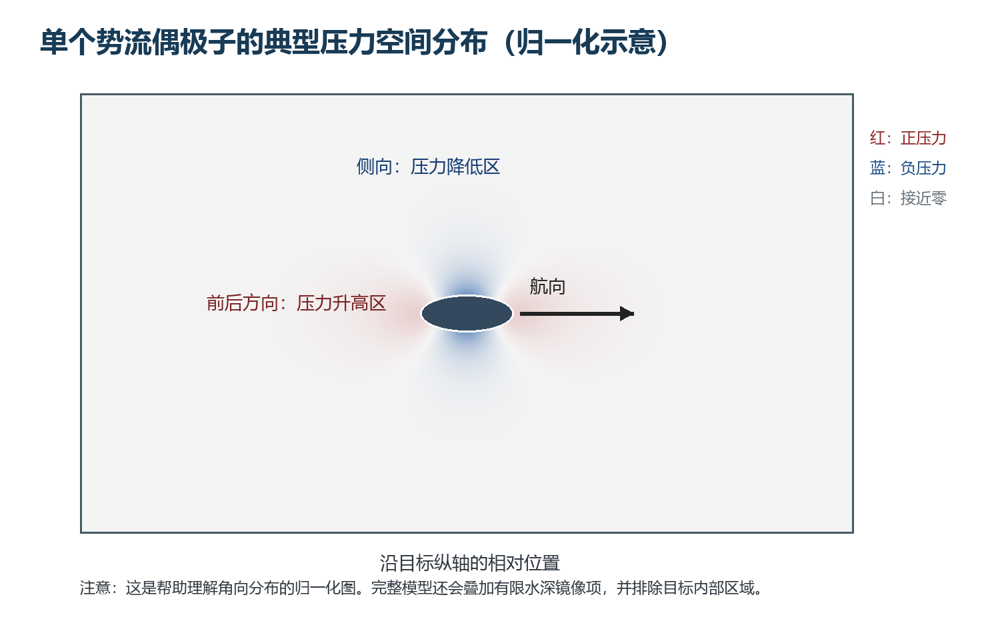 单个势流偶极子的典型压力空间分布（归一化示意）
红：正压力
蓝：负压力
白：接近零
侧向：压力降低区
航向
前后方向：压力升高区
沿目标纵轴的相对位置
注意：这是帮助理解角向分布的归一化图。完整模型还会叠加有限水深镜像项，并排除目标内部区域。